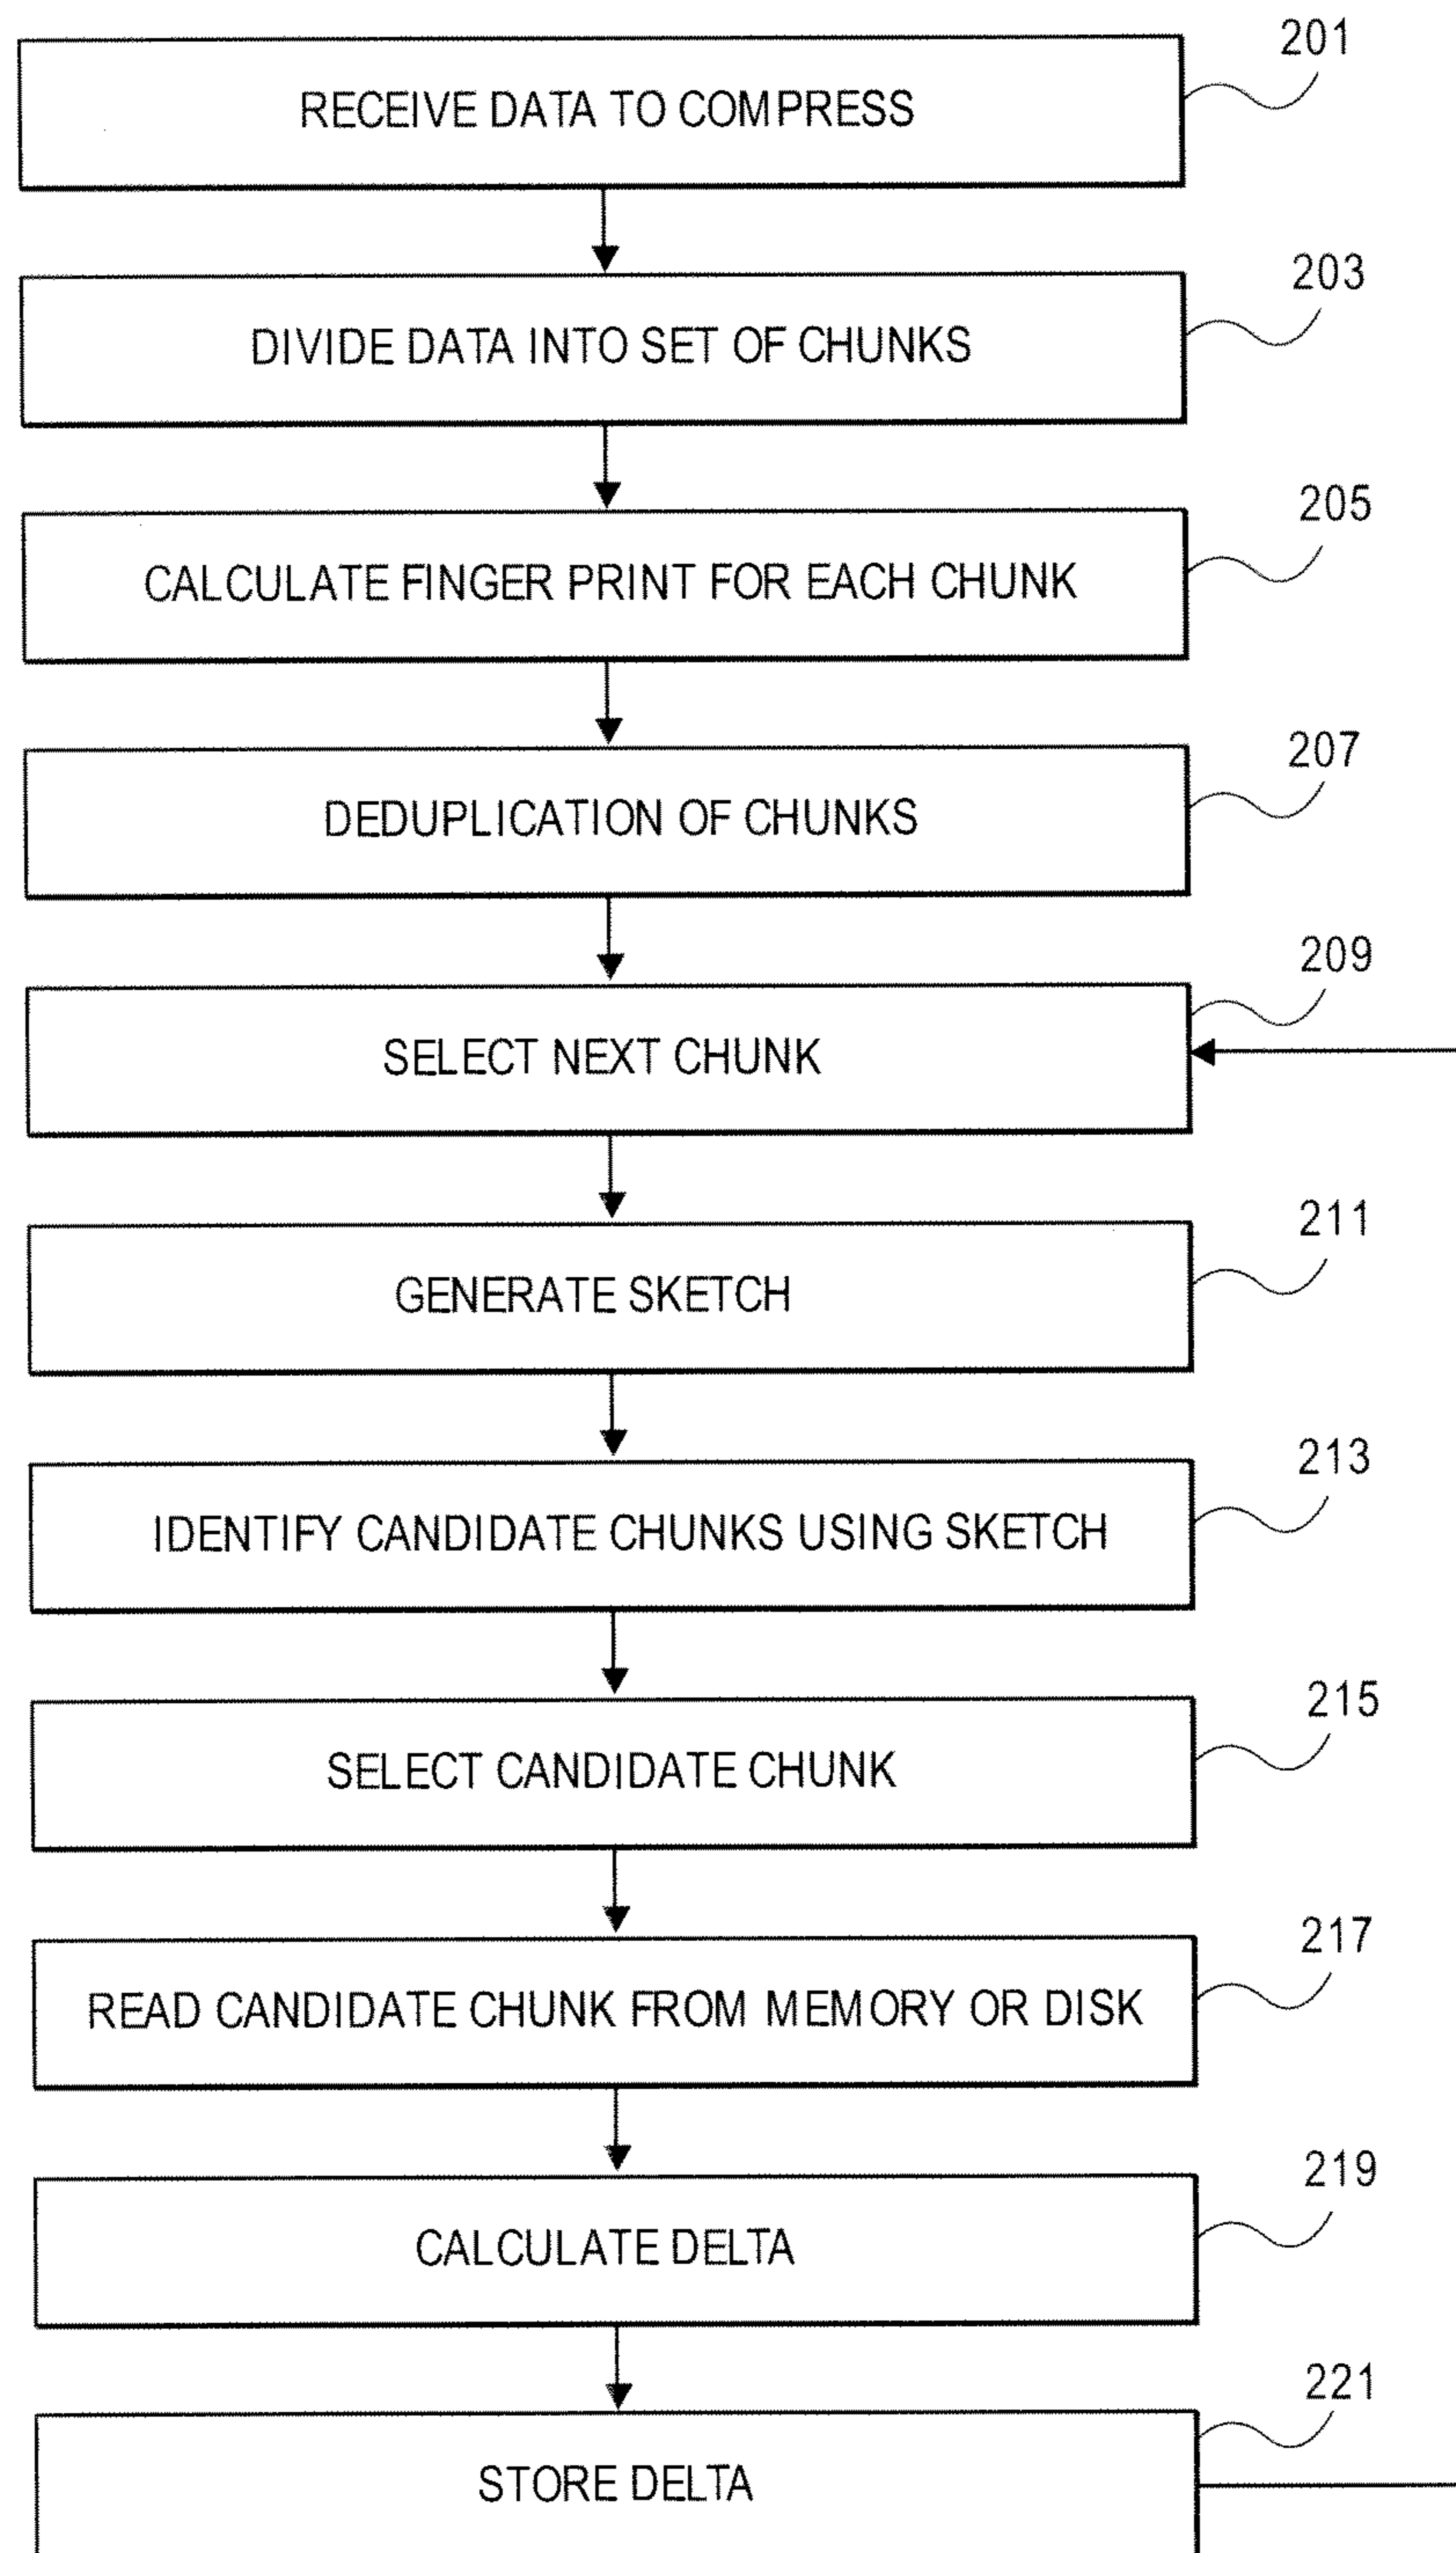 201
RECEIVE DATA TO COMPRESS
203
DIVIDE DATA INTO SET OF CHUNKS
205
CALCULATE FINGER PRINT FOR EACH CHUNK
207
DEDUPLICATION OF CHUNKS
209
SELECT NEXT CHUNK
211
GENERATE SKETCH
213
IDENTIFY CANDIDATE CHUNKS USING SKETCH
215
SELECT CANDIDATE CHUNK
217
READ CANDIDATE CHUNK FROM MEMORY OR DISK
219
CALCULATE DELTA
221
STORE DELTA